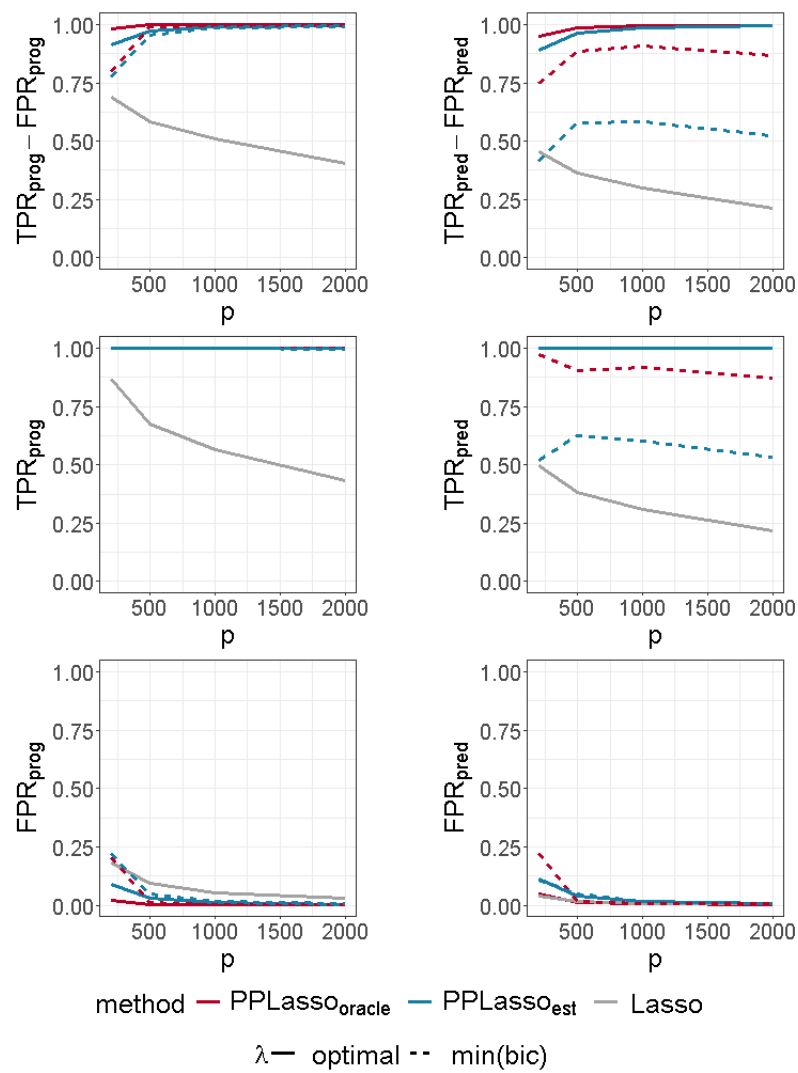 TPRprog − FPRprog
1.00
0.75
0.50
0.25
0.00
500 1000 1500 2000
p
TPRpred − FPRpred
1.00
0.75
0.50
0.25
0.00
500 1000 1500 2000
p
TPRprog
1.00
0.75
0.50
0.25
0.00
500 1000 1500 2000
p
TPRpred
1.00
0.75
0.50
0.25
0.00
500 1000 1500 2000
p
FPRprog
1.00
0.75
0.50
0.25
0.00
500 1000 1500 2000
p
FPRpred
1.00
0.75
0.50
0.25
0.00
500 1000 1500 2000
p
method PPLassooracle PPLassoest Lasso
λ optimal min(bic)